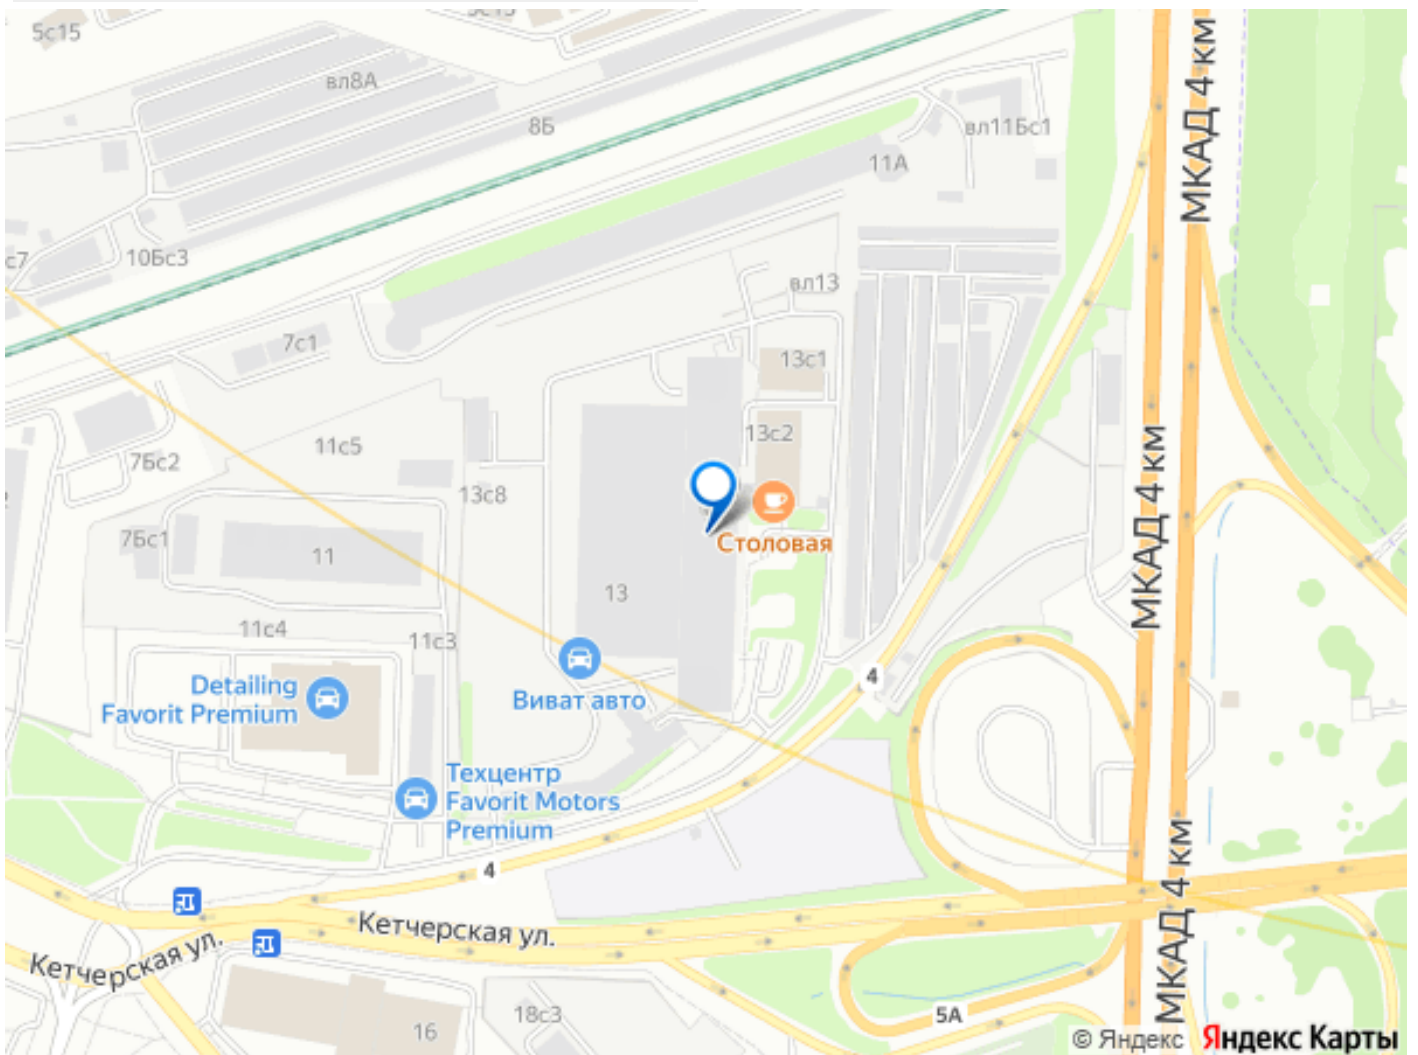 5с15
вл8А
8Б
вл11Бс1
11А
МКАД 4 км
с7
10Бс3
вл13
7с1
13с1
11с5
13с2
7Бс2
13с8
МКАД 4 км
7Бс1
11
Столовая
13
11с4
11с3
4
Detailing
Favorit Premium
Виват авто
Техцентр
Favorit Motors
Premium
4
МКАД 4 км
Кетчерская ул.
Кетчерская ул.
18с3
5А
16
© Яндекс Яндекс Карты